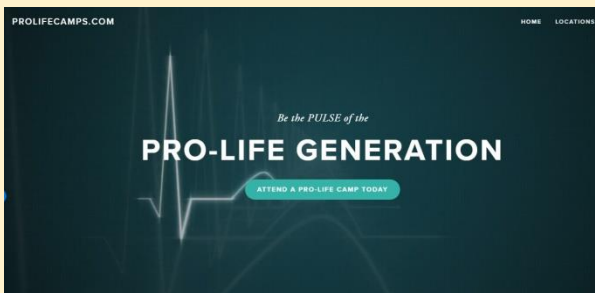 PROLIFECAMPS.COM
HOME LOCATIONS
Be the PULSE of the
PRO-LIFE GENERATION
ATTEND A PRO-LIFE CAMP TODAY